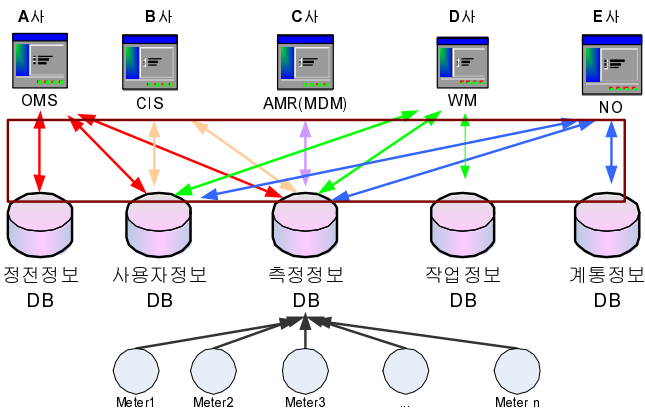 A사 B사 C사 D사 E사
OMS CIS AMR(MDM) WM NO
정전정보 사용자정보 측정정보 작업정보 계통정보
DB DB DB DB DB
Meter1 Meter2 Meter3 ... Meter n